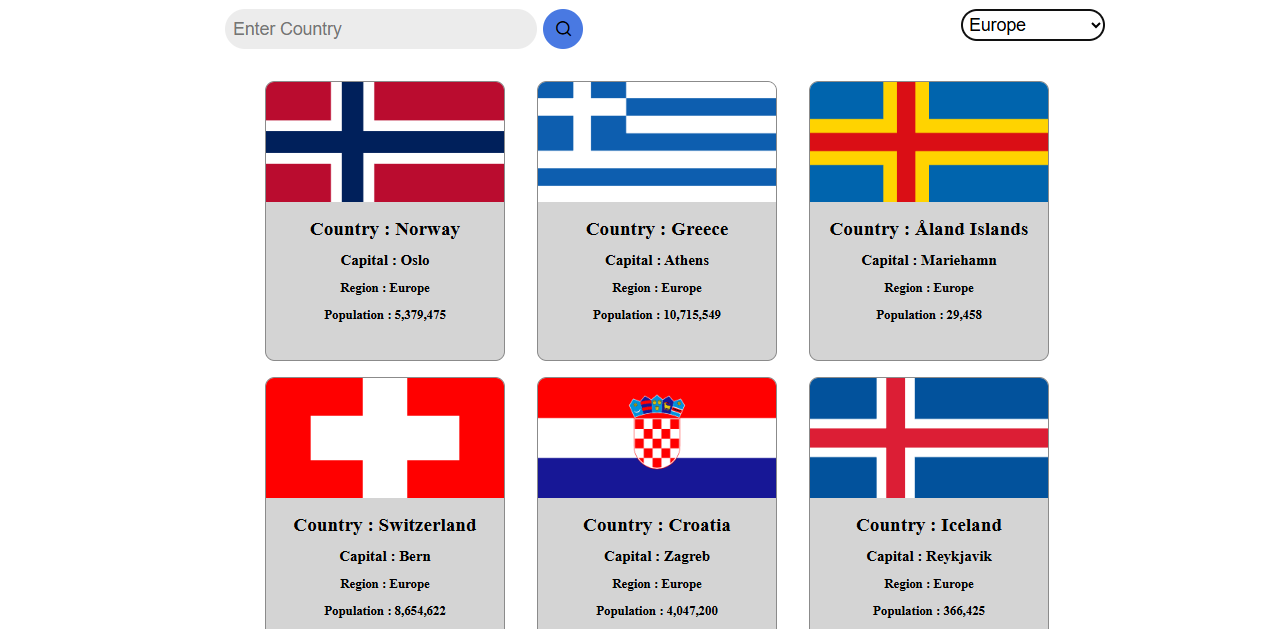 Enter Country
Europe
Country : Norway
Capital : Oslo
Region : Europe
Population : 5,379,475
Country : Greece
Capital : Athens
Region : Europe
Population : 10,715,549
Country : Åland Islands
Capital : Mariehamn
Region : Europe
Population : 29,458
Country : Switzerland
Capital : Bern
Region : Europe
Population : 8,654,622
Country : Croatia
Capital : Zagreb
Region : Europe
Population : 4,047,200
Country : Iceland
Capital : Reykjavik
Region : Europe
Population : 366,425